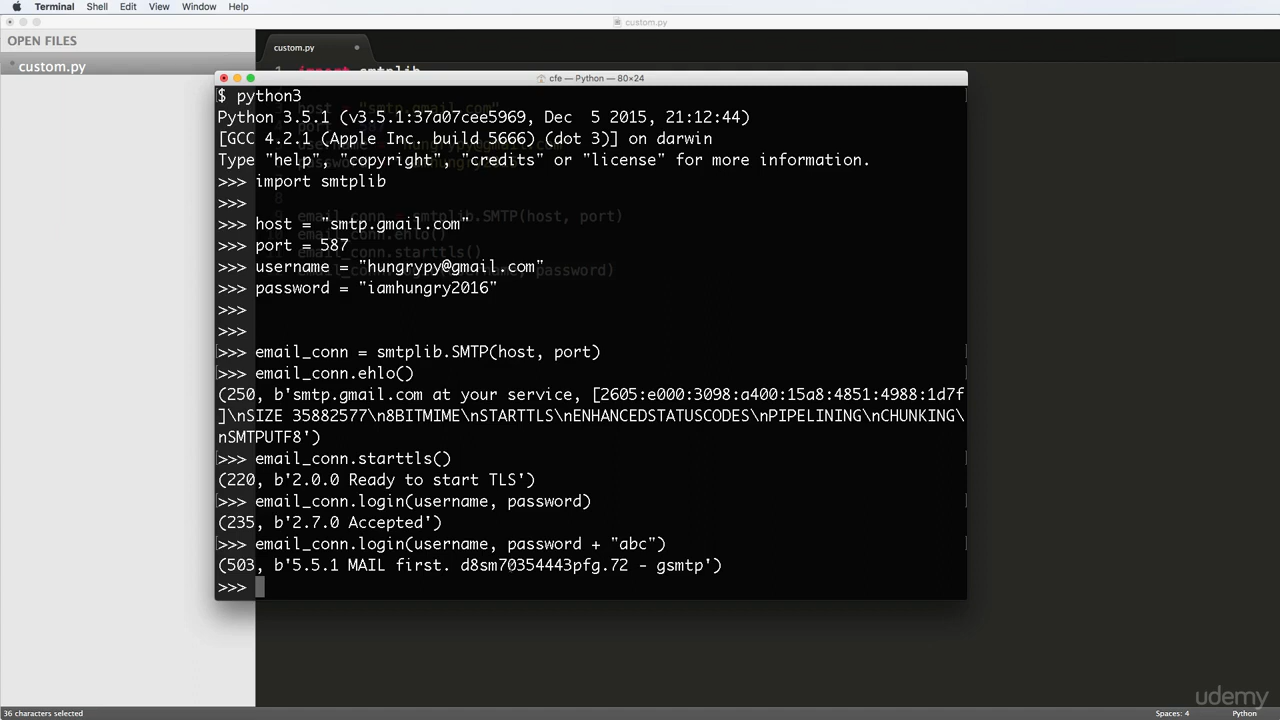 Terminal Shell Edit View Window Help
custom.py
OPEN FILES
custom.py
custom.py
1 import smtplib
cfe — Python — 80×24
$ python3
Python 3.5.1 (v3.5.1:37a07cee5969, Dec  5 2015, 21:12:44)
[GCC 4.2.1 (Apple Inc. build 5666) (dot 3)] on darwin
Type "help", "copyright", "credits" or "license" for more information.
>>> import smtplib
>>>
>>> host = "smtp.gmail.com"
>>> port = 587
>>> username = "hungrypy@gmail.com"
>>> password = "iamhungry2016"
>>>
>>>
>>> email_conn = smtplib.SMTP(host, port)
>>> email_conn.ehlo()
(250, b'smtp.gmail.com at your service, [2605:e000:3098:a400:15a8:4851:4988:1d7f
]\nSIZE 35882577\n8BITMIME\nSTARTTLS\nENHANCEDSTATUSCODES\nPIPELINING\nCHUNKING\
nSMTPUTF8')
>>> email_conn.starttls()
(220, b'2.0.0 Ready to start TLS')
>>> email_conn.login(username, password)
(235, b'2.7.0 Accepted')
>>> email_conn.login(username, password + "abc")
(503, b'5.5.1 MAIL first. d8sm70354443pfg.72 - gsmtp')
>>>
36 characters selected
Spaces: 4
Python
udemy